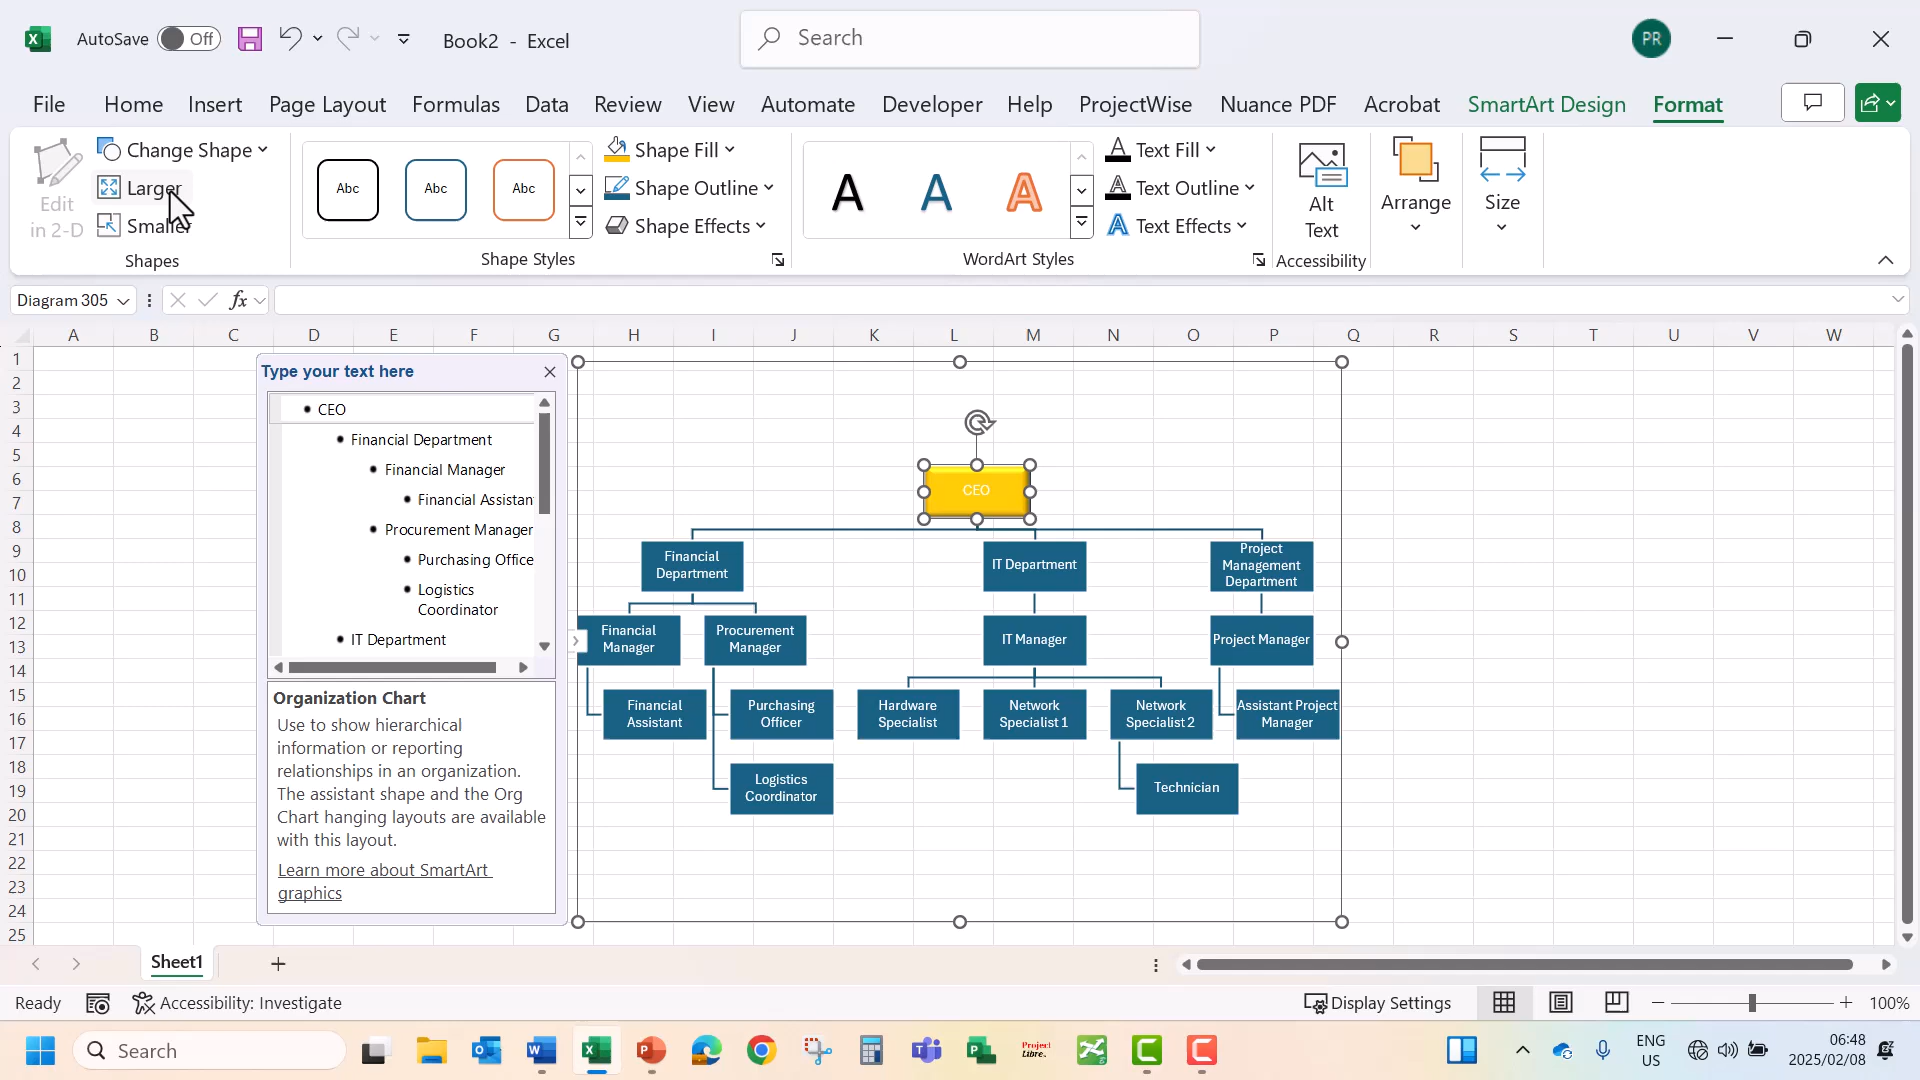 AutoSave Off Book2 - Excel Search PR
File Home Insert Page Layout Formulas Data Review View Automate Developer Help ProjectWise Nuance PDF Acrobat SmartArt Design Format
Edit
in 2-D
Change Shape
Larger
Smaller
Shapes
Abc Abc Abc
Shape Fill
Shape Outline
Shape Effects
Shape Styles
A A A
Text Fill
Text Outline
Text Effects
WordArt Styles
Alt
Text
Accessibility
Arrange
Size
Diagram 305 fx
A B C D E F G H I J K L M N O P Q R S T U V W
1
2
3
4
5
6
7
8
9
10
11
12
13
14
15
16
17
18
19
20
21
22
23
24
25
Type your text here
CEO
Financial Department
Financial Manager
Financial Assistan
Procurement Manager
Purchasing Office
Logistics
Coordinator
IT Department
Organization Chart
Use to show hierarchical
information or reporting
relationships in an organization.
The assistant shape and the Org
Chart hanging layouts are available
with this layout.
Learn more about SmartArt
graphics
CEO
Financial
Department
IT Department
Project
Management
Department
Financial
Manager
Procurement
Manager
IT Manager
Project Manager
Financial
Assistant
Purchasing
Officer
Hardware
Specialist
Network
Specialist 1
Network
Specialist 2
Assistant Project
Manager
Logistics
Coordinator
Technician
Sheet1
Ready Accessibility: Investigate Display Settings 100%
Search
Project
Libre.
ENG
US
06:48
2025/02/08